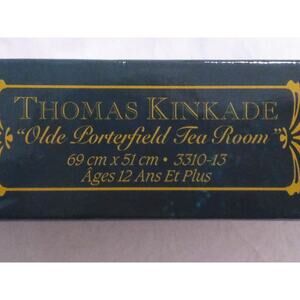 THOMAS KINKADE
"Olde Porterfield Tea Room"
69 cm x 51 cm • 3310-13
Âges 12 Ans Et Plus